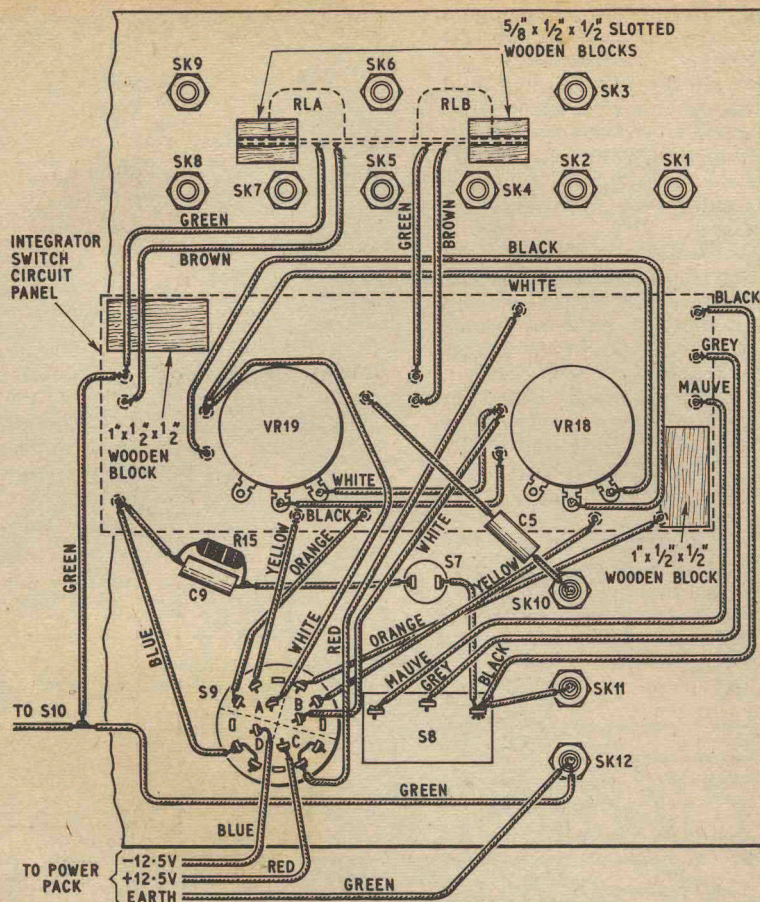 5/8" x 1/2" x 1/2" SLOTTED
WOODEN BLOCKS
SK9
SK6
SK3
RLA
RLB
SK8
SK7
SK5
SK4
SK2
SK1
GREEN
BROWN
GREEN
BROWN
BLACK
WHITE
INTEGRATOR
SWITCH
CIRCUIT
PANEL
BLACK
GREY
MAUVE
1" x 1/2" x 1/2"
WOODEN
BLOCK
VR19
VR18
WHITE
BLACK
C5
R15
C9
YELLOW
ORANGE
WHITE
S7
YELLOW
1" x 1/2" x 1/2"
WOODEN BLOCK
SK10
GREEN
BLUE
WHITE
RED
ORANGE
MAUVE
GREY
BLACK
S9
A
B
D
C
SK11
TO S10
S8
SK12
GREEN
BLUE
RED
TO POWER
PACK
-12·5V
+12·5V
EARTH
GREEN